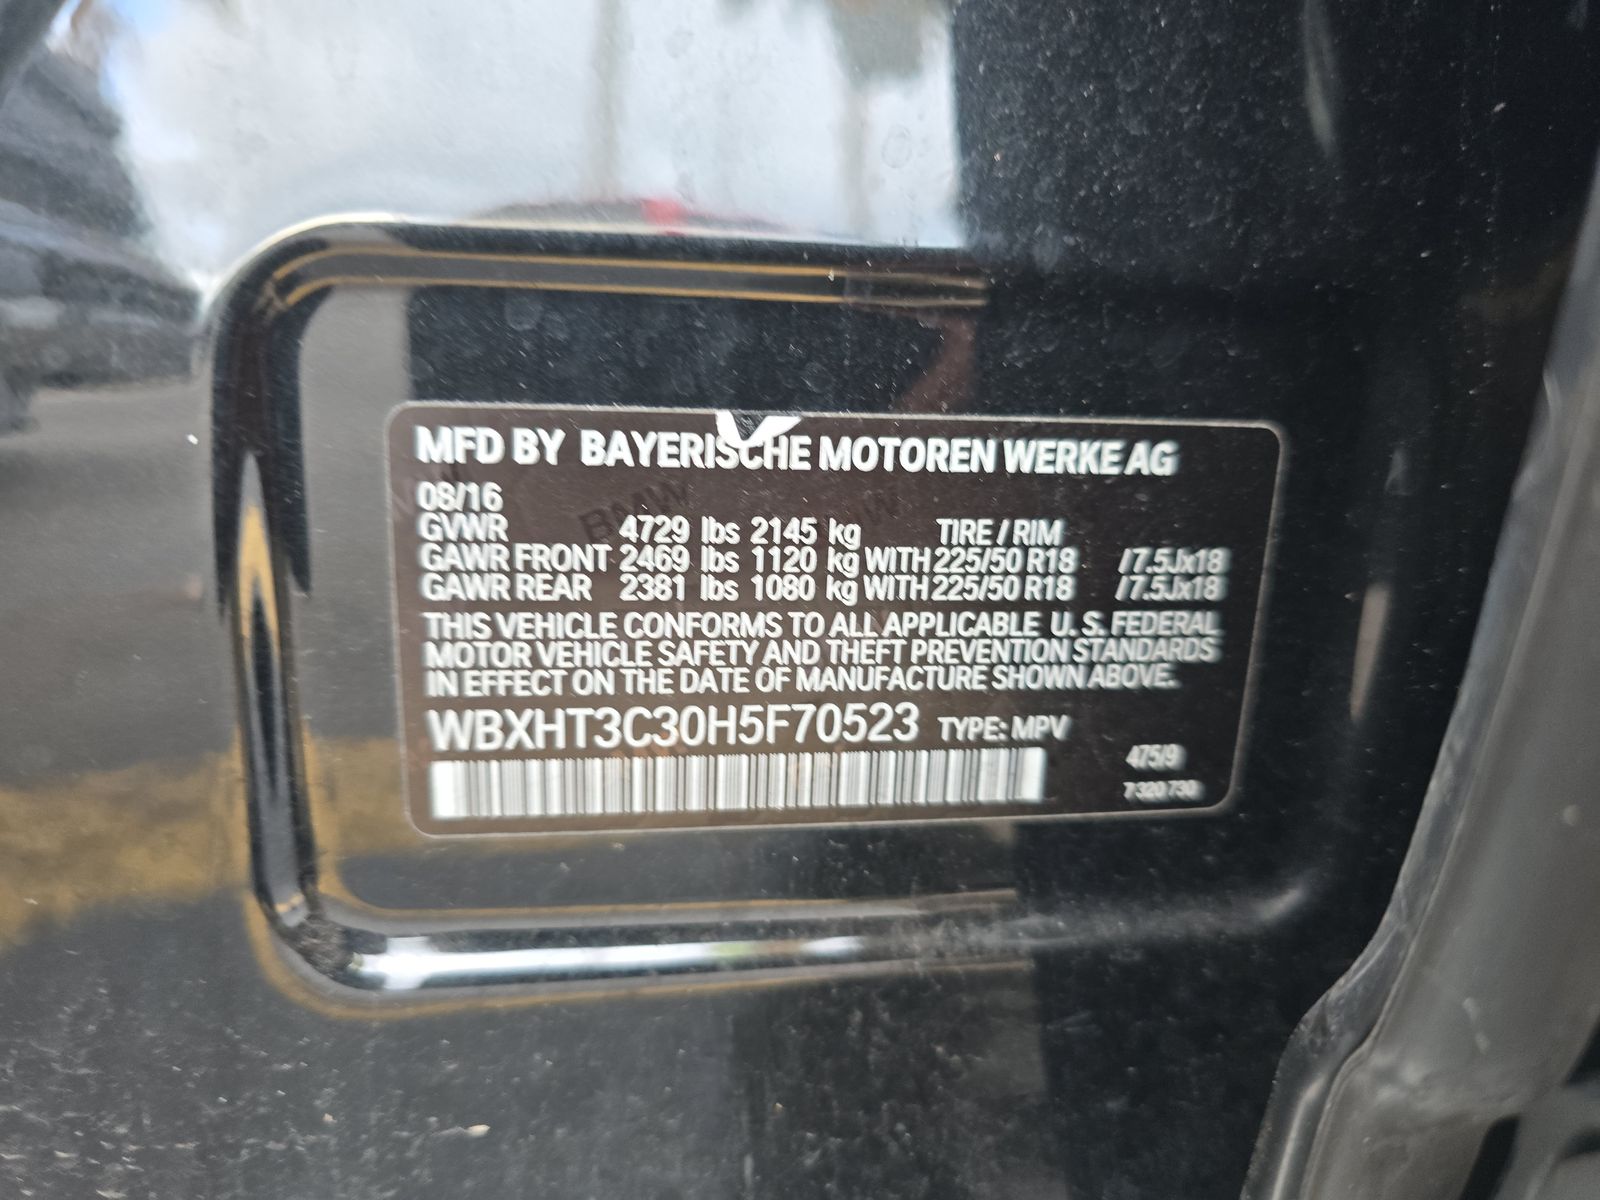 MFD BY BAYERISCHE MOTOREN WERKE AG
08/16
GVWR 4729 lbs 2145 kg TIRE / RIM
GAWR FRONT 2469 lbs 1120 kg WITH 225/50 R18 /7.5Jx18
GAWR REAR 2381 lbs 1080 kg WITH 225/50 R18 /7.5Jx18
THIS VEHICLE CONFORMS TO ALL APPLICABLE U. S. FEDERAL
MOTOR VEHICLE SAFETY AND THEFT PREVENTION STANDARDS
IN EFFECT ON THE DATE OF MANUFACTURE SHOWN ABOVE.
WBXHT3C30H5F70523 TYPE: MPV
475/9
7 320 730